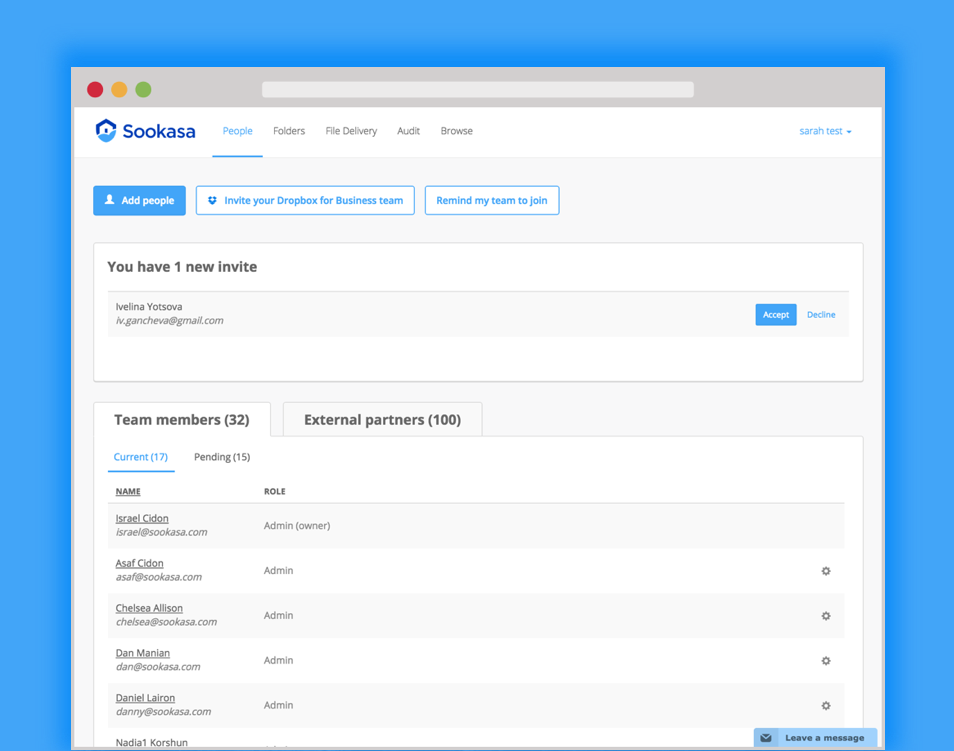 Sookasa People Folders File Delivery Audit Browse sarah test
Add people Invite your Dropbox for Business team Remind my team to join
You have 1 new invite
Ivelina Yotsova
iv.gancheva@gmail.com
Accept Decline
Team members (32) External partners (100)
Current (17) Pending (15)
NAME ROLE
Israel Cidon
israel@sookasa.com
Admin (owner)
Asaf Cidon
asaf@sookasa.com
Admin
Chelsea Allison
chelsea@sookasa.com
Admin
Dan Manian
dan@sookasa.com
Admin
Daniel Lairon
danny@sookasa.com
Admin
Nadia1 Korshun
Leave a message